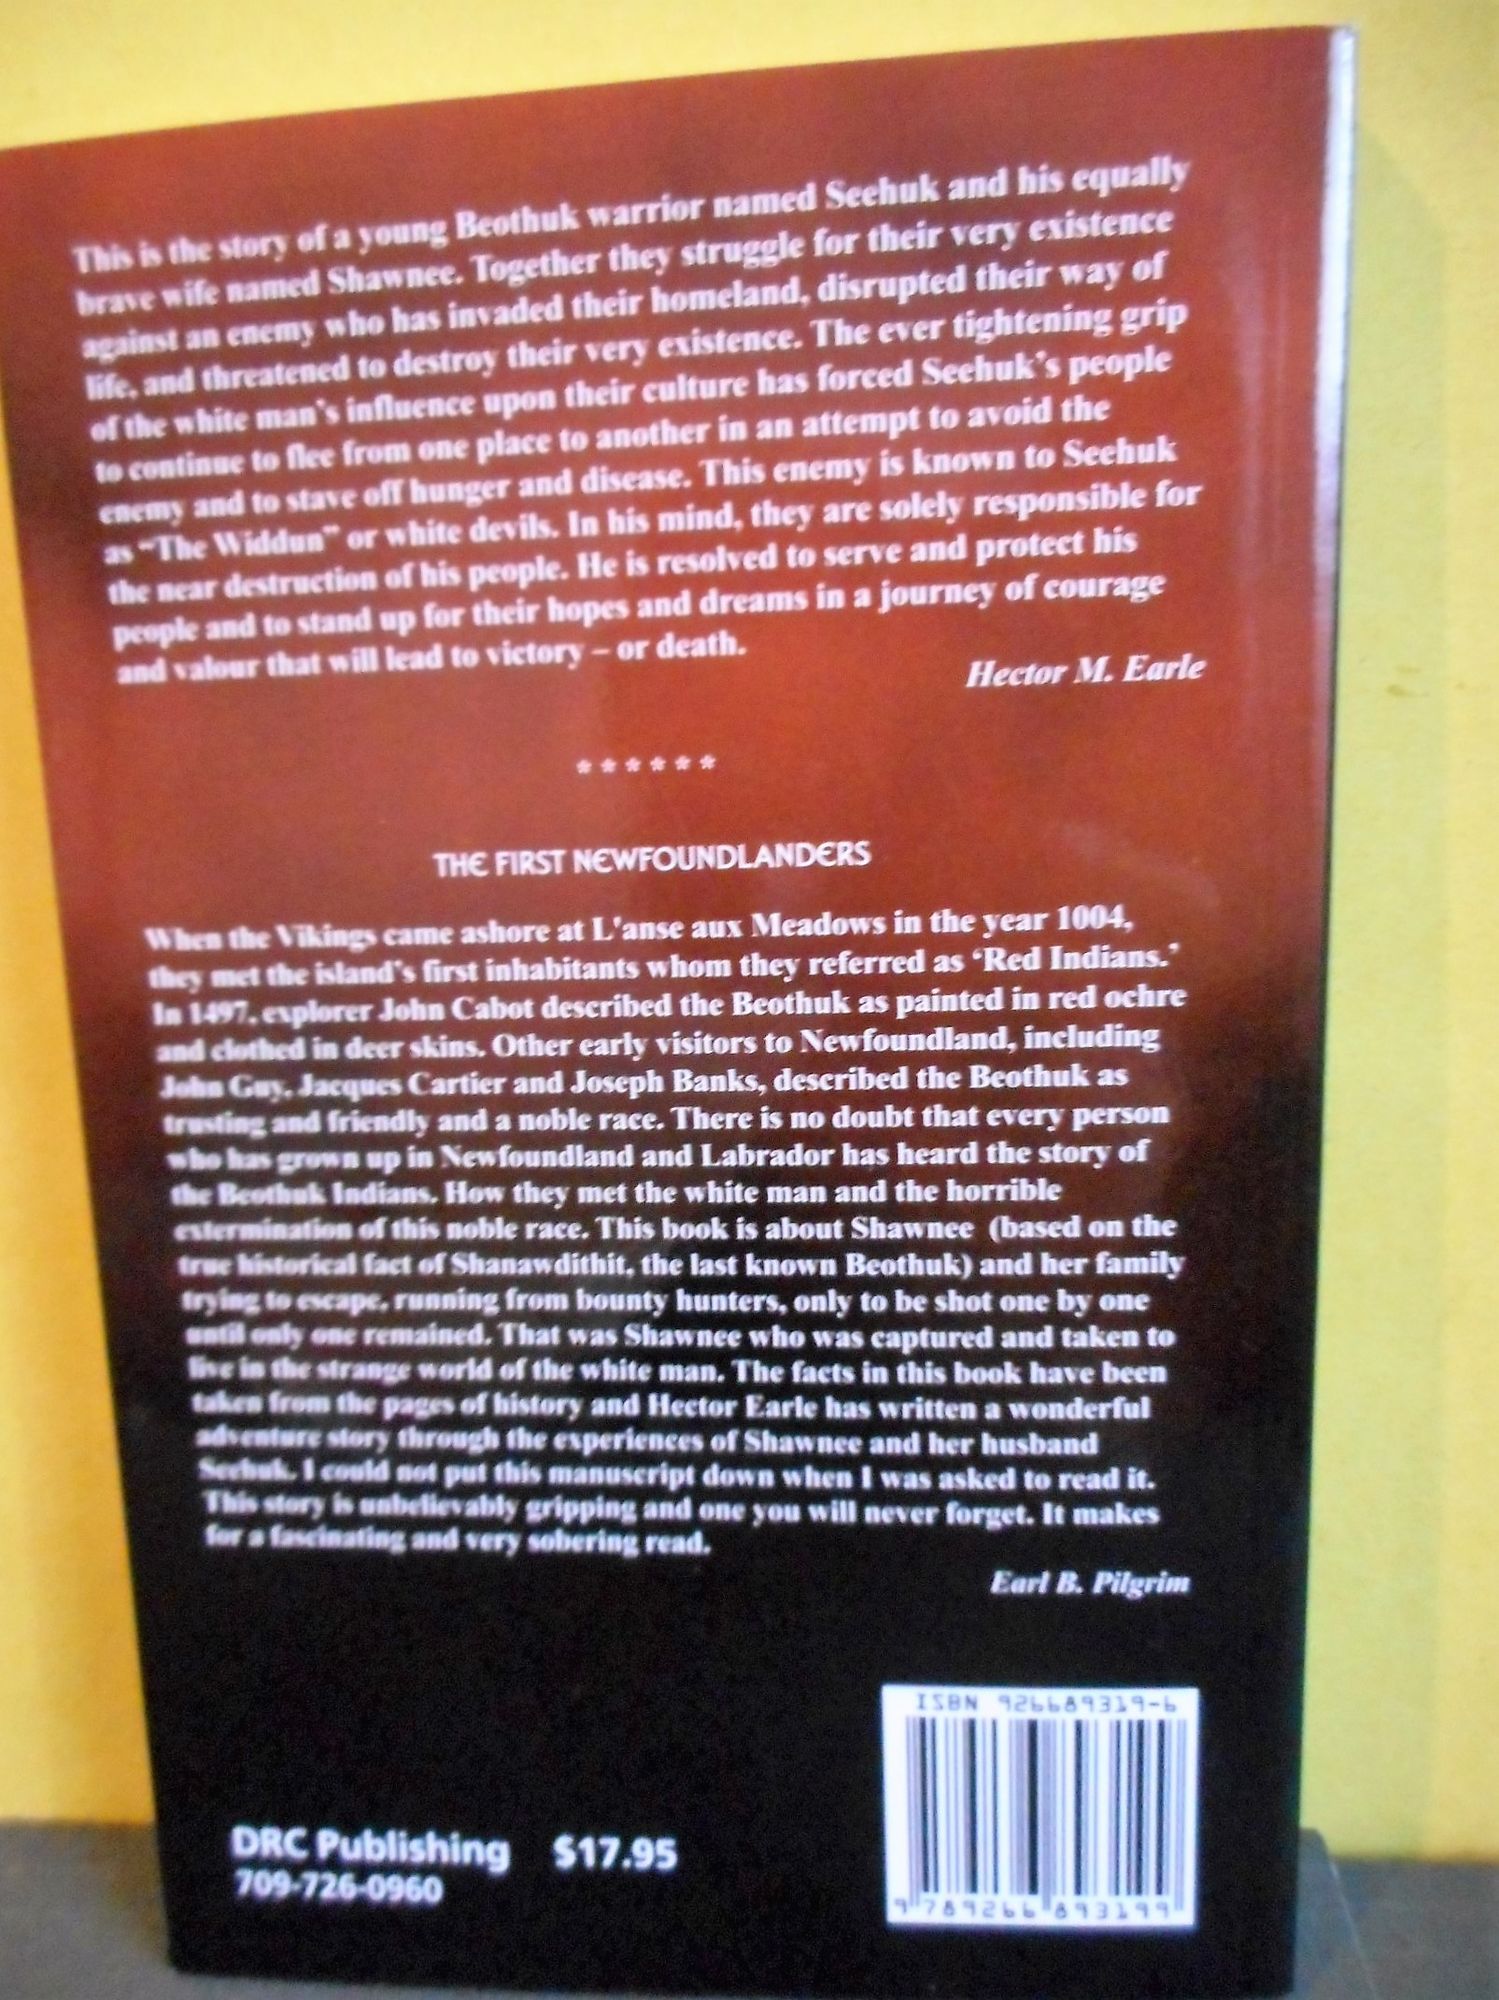 This is the story of a young Beothuk warrior named Seehuk and his equally
brave wife named Shawnee. Together they struggle for their very existence
against an enemy who has invaded their homeland, disrupted their way of
life, and threatened to destroy their very existence. The ever tightening grip
of the white man's influence upon their culture has forced Seehuk's people
to continue to flee from one place to another in an attempt to avoid the
enemy and to stave off hunger and disease. This enemy is known to Seehuk
as "The Widdun" or white devils. In his mind, they are solely responsible for
the near destruction of his people. He is resolved to serve and protect his
people and to stand up for their hopes and dreams in a journey of courage
and valour that will lead to victory – or death.
Hector M. Earle
* * * * * *
THE FIRST NEWFOUNDLANDERS
When the Vikings came ashore at L'anse aux Meadows in the year 1004,
they met the island's first inhabitants whom they referred as 'Red Indians.'
In 1497, explorer John Cabot described the Beothuk as painted in red ochre
and clothed in deer skins. Other early visitors to Newfoundland, including
John Guy, Jacques Cartier and Joseph Banks, described the Beothuk as
trusting and friendly and a noble race. There is no doubt that every person
who has grown up in Newfoundland and Labrador has heard the story of
the Beothuk Indians. How they met the white man and the horrible
extermination of this noble race. This book is about Shawnee (based on the
true historical fact of Shanawdithit, the last known Beothuk) and her family
trying to escape, running from bounty hunters, only to be shot one by one
until only one remained. That was Shawnee who was captured and taken to
live in the strange world of the white man. The facts in this book have been
taken from the pages of history and Hector Earle has written a wonderful
adventure story through the experiences of Shawnee and her husband
Seehuk. I could not put this manuscript down when I was asked to read it.
This story is unbelievably gripping and one you will never forget. It makes
for a fascinating and very sobering read.
Earl B. Pilgrim
ISBN 926689319-6
DRC Publishing $17.95
709-726-0960
9 789266 893199